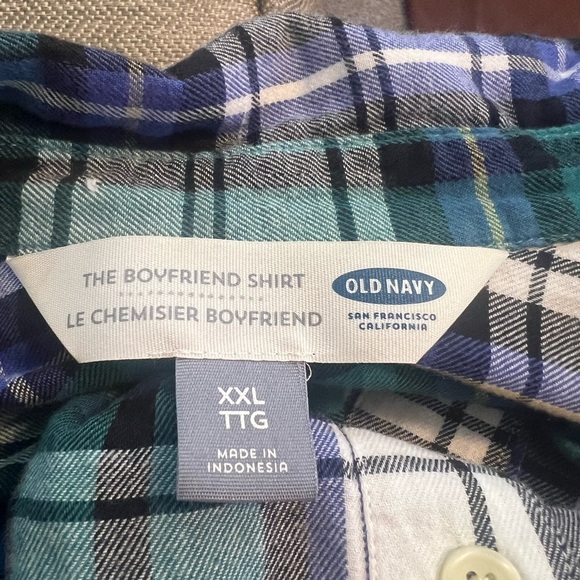 THE BOYFRIEND SHIRT
LE CHEMISIER BOYFRIEND
OLD NAVY
SAN FRANCISCO
CALIFORNIA
XXL
TTG
MADE IN
INDONESIA